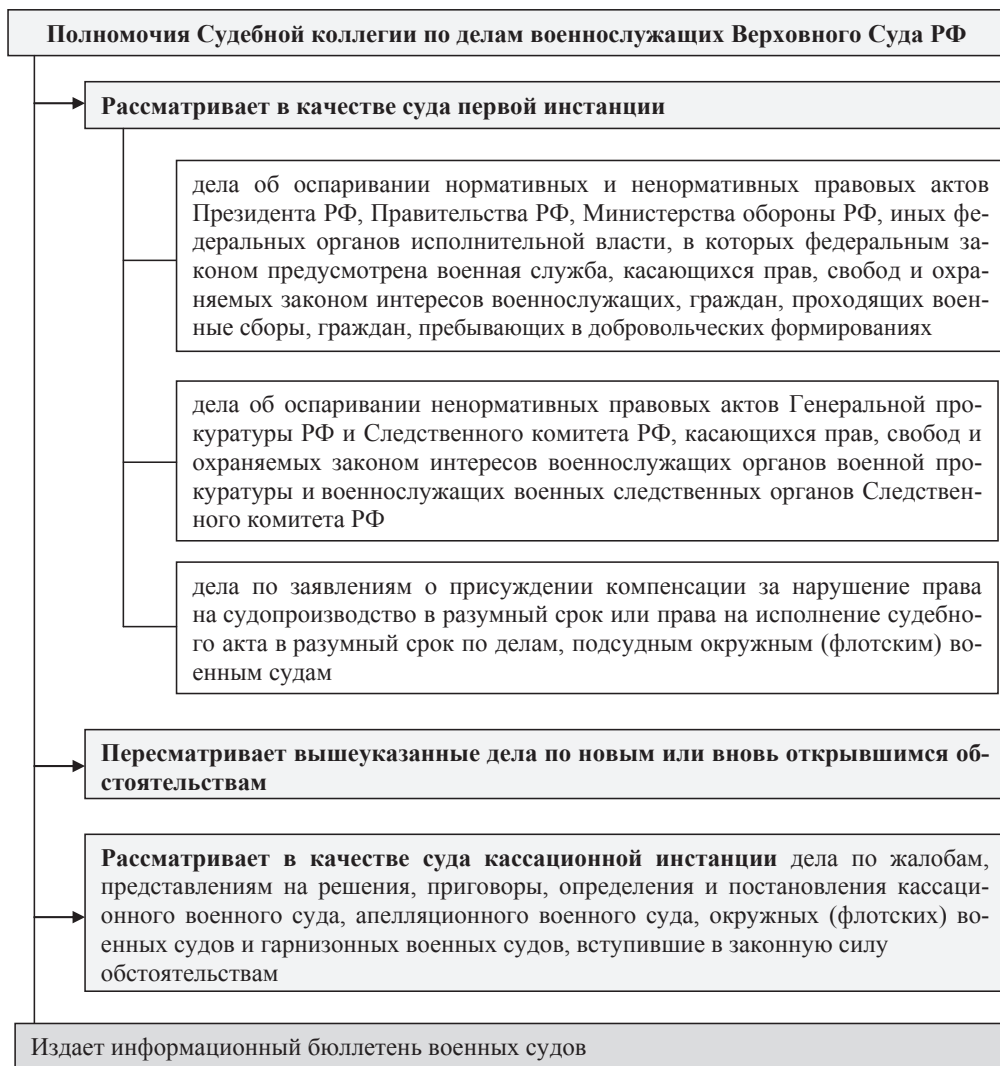 Полномочия Судебной коллегии по делам военнослужащих Верховного Суда РФ
Рассматривает в качестве суда первой инстанции
дела об оспаривании нормативных и ненормативных правовых актов
Президента РФ, Правительства РФ, Министерства обороны РФ, иных фе-
деральных органов исполнительной власти, в которых федеральным за-
коном предусмотрена военная служба, касающихся прав, свобод и охра-
няемых законом интересов военнослужащих, граждан, проходящих воен-
ные сборы, граждан, пребывающих в добровольческих формированиях
дела об оспаривании ненормативных правовых актов Генеральной про-
куратуры РФ и Следственного комитета РФ, касающихся прав, свобод и
охраняемых законом интересов военнослужащих органов военной про-
куратуры и военнослужащих военных следственных органов Следствен-
ного комитета РФ
дела по заявлениям о присуждении компенсации за нарушение права
на судопроизводство в разумный срок или права на исполнение судебно-
го акта в разумный срок по делам, подсудным окружным (флотским) во-
енным судам
Пересматривает вышеуказанные дела по новым или вновь открывшимся об-
стоятельствам
Рассматривает в качестве суда кассационной инстанции дела по жалобам,
представлениям на решения, приговоры, определения и постановления кассаци-
онного военного суда, апелляционного военного суда, окружных (флотских) во-
енных судов и гарнизонных военных судов, вступившие в законную силу
обстоятельствам
Издает информационный бюллетень военных судов